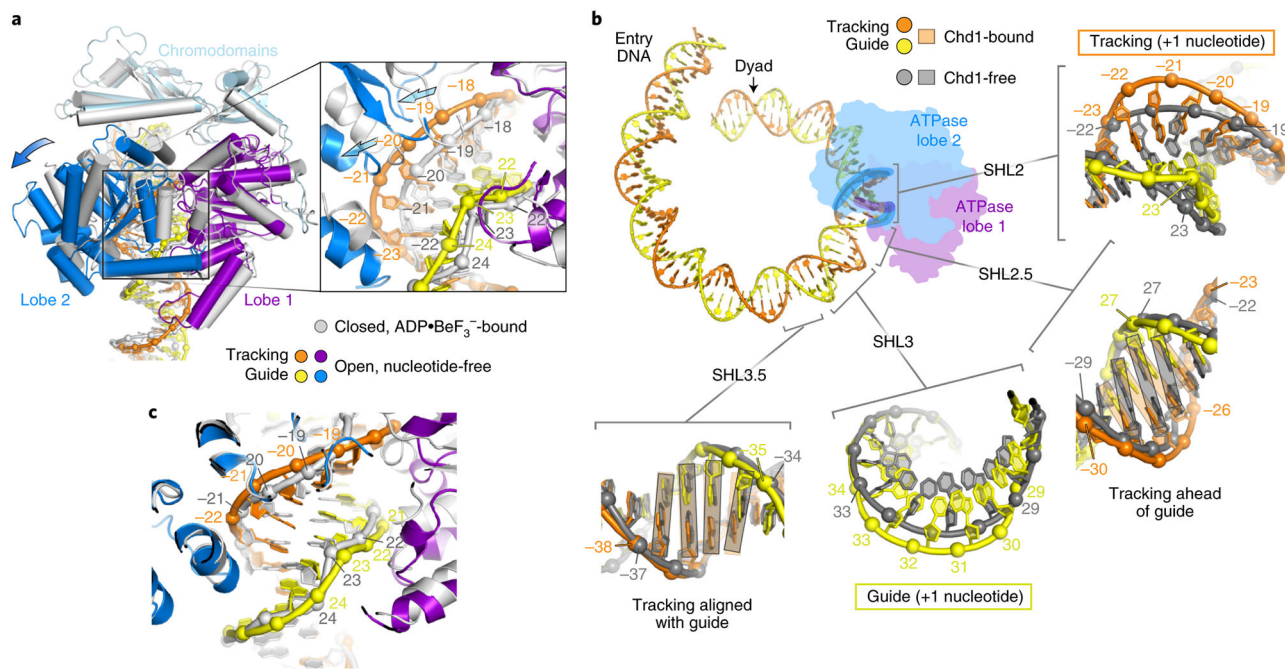 a
Chromodomains
−18
−19
−18
−20
−19
−20
22
−21
−21
23
22
−22
23
−22
24
−23
24
Lobe 2
Lobe 1
Closed, ADP•BeF3−-bound
Tracking
Guide
Open, nucleotide-free
b
Entry
DNA
Dyad
Tracking
Guide
Chd1-bound
Chd1-free
ATPase
lobe 2
ATPase
lobe 1
SHL2
SHL2.5
SHL3
SHL3.5
Tracking (+1 nucleotide)
−21
−22
−20
−23
−19
−22
−19
23
23
27
27
−23
−22
−29
−26
−30
Tracking ahead
of guide
34
33
29
29
33
30
32
31
Guide (+1 nucleotide)
−35
−34
−38
−37
Tracking aligned
with guide
c
−19
−19
−20
20
−21
−21
−22
21
22
22
23
23
24
24